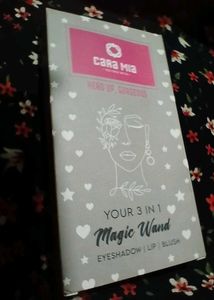 CARA MIA
HEAD UP, GORGEOUS
YOUR 3 IN 1
Magic Wand
EYESHADOW | LIP | BLUSH